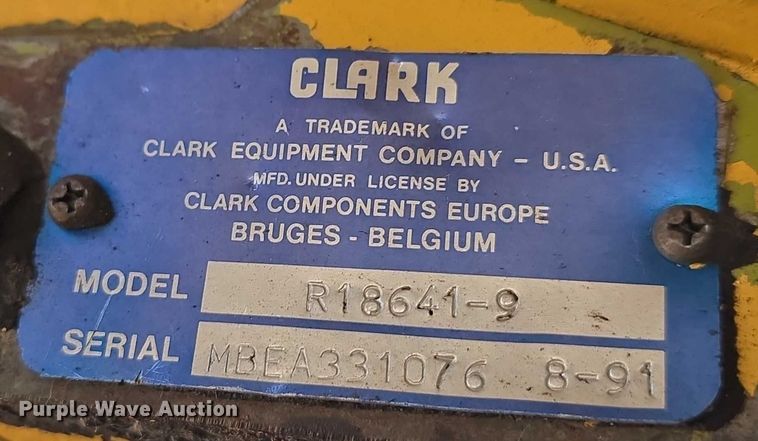 CLARK
A TRADEMARK OF
CLARK EQUIPMENT COMPANY - U.S.A.
MFD. UNDER LICENSE BY
CLARK COMPONENTS EUROPE
BRUGES - BELGIUM
MODEL R18641-9
SERIAL MBEA331076 8-91
Purple Wave Auction